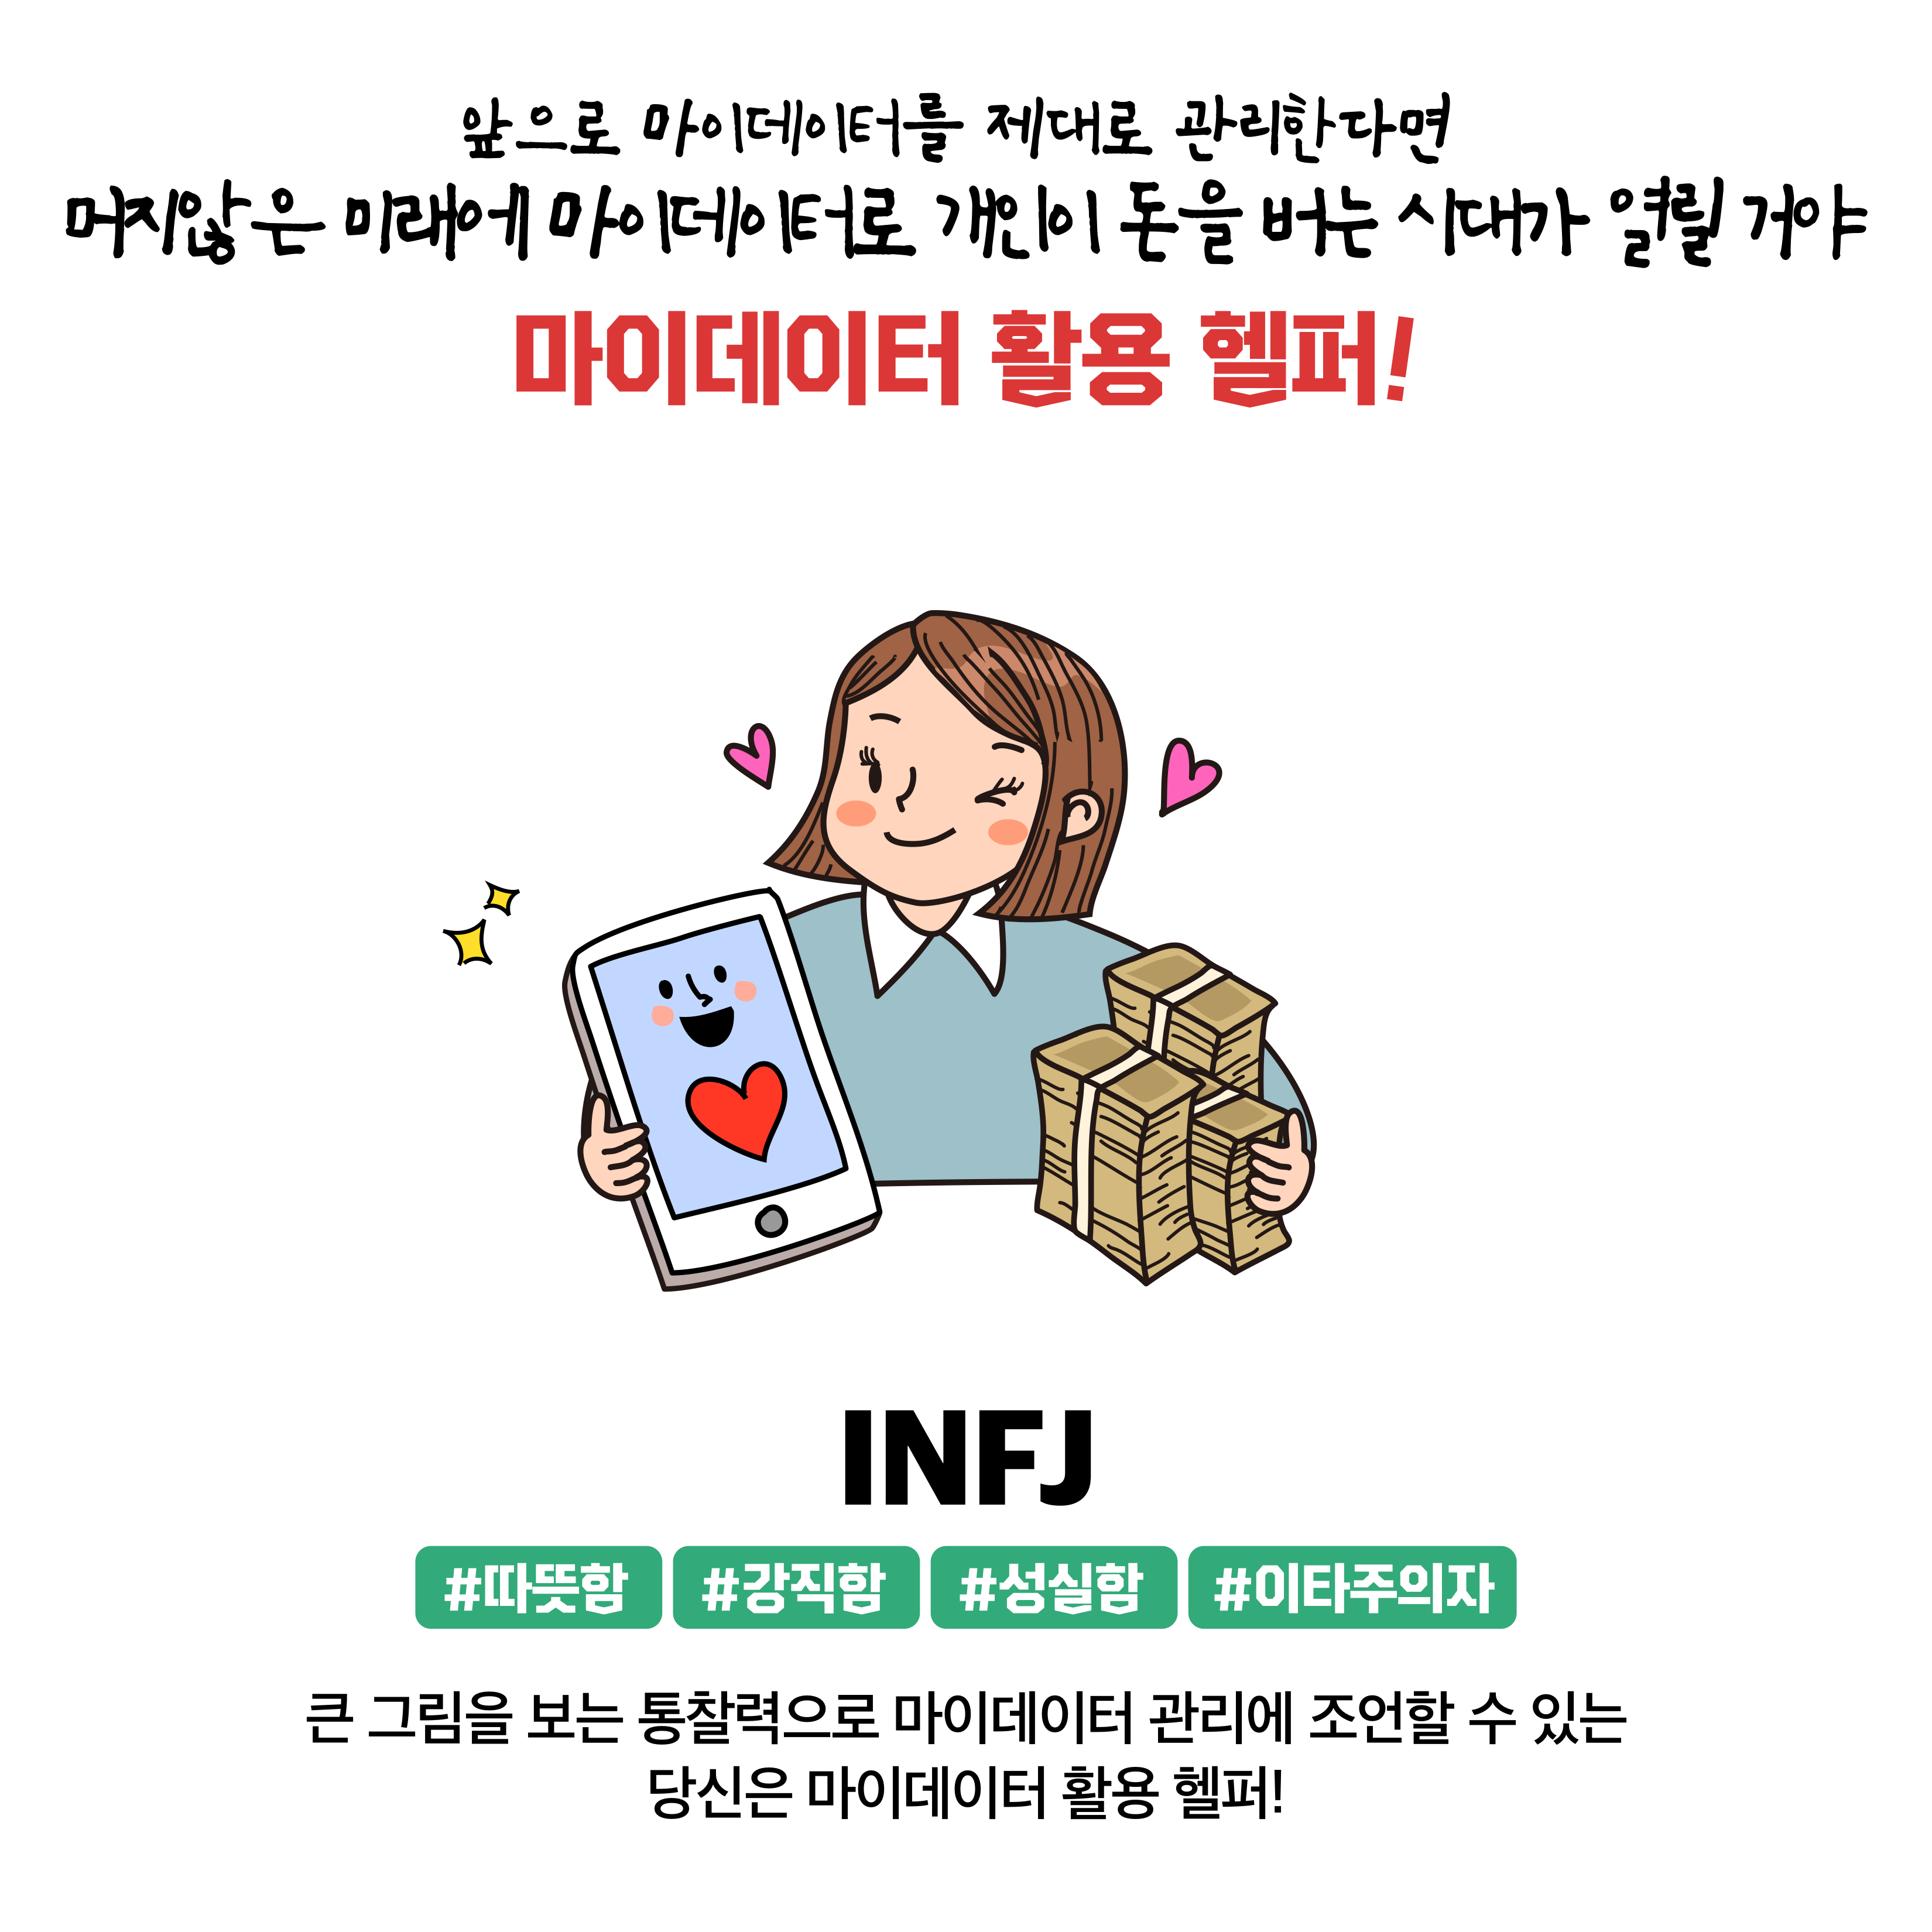 앞으로 마이데이터를 제대로 관리한다면
머지않은 미래에 마이데이터로 개인이 돈을 버는 시대가 열릴 거야
마이데이터 활용 헬퍼!
INFJ
#따뜻함 #강직함 #성실함 #이타주의자
큰 그림을 보는 통찰력으로 마이데이터 관리에 조언할 수 있는
당신은 마이데이터 활용 헬퍼!